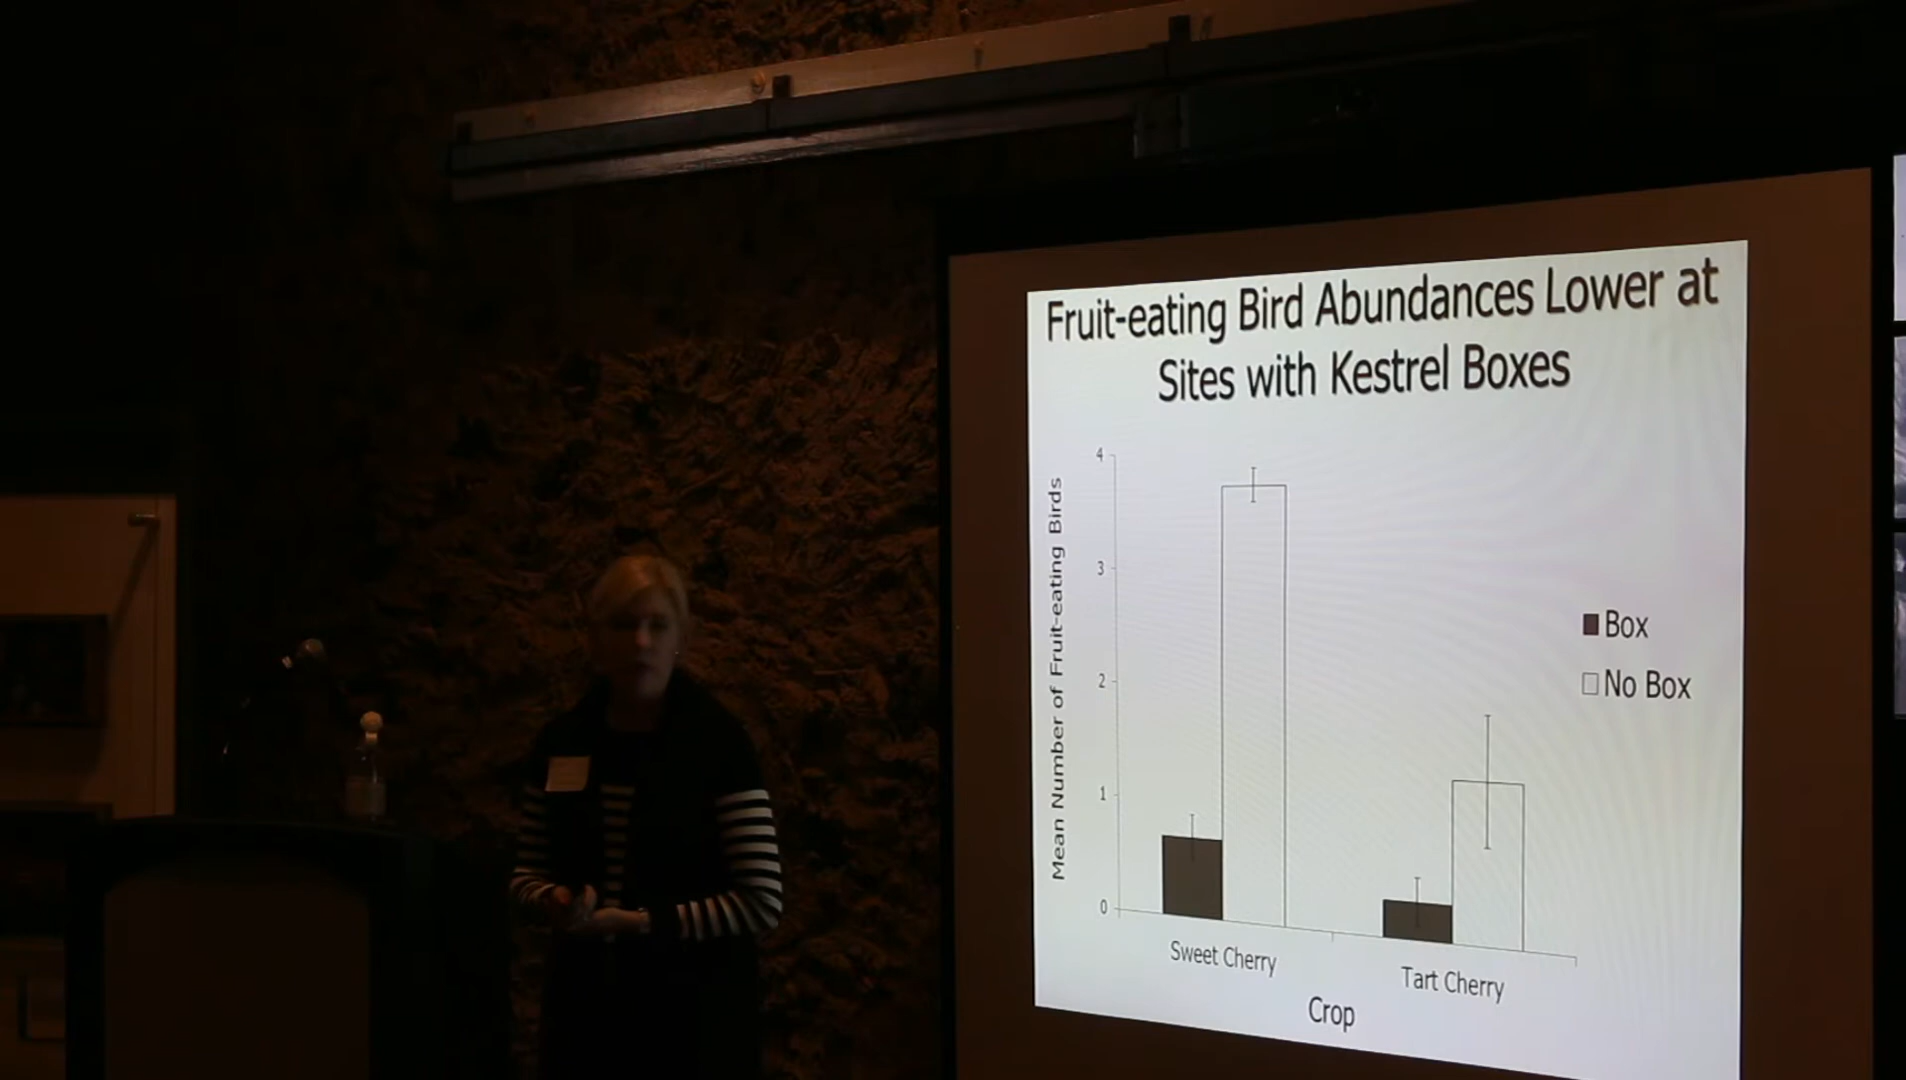 Fruit-eating Bird Abundances Lower at
Sites with Kestrel Boxes
Mean Number of Fruit-eating Birds
4
3
2
1
0
Box
No Box
Sweet Cherry
Tart Cherry
Crop